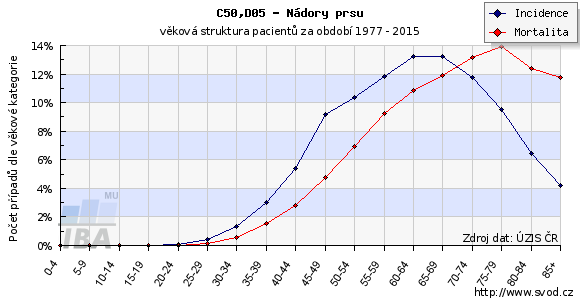 C50,D05 - Nádory prsu
věková struktura pacientů za období 1977 - 2015
Incidence
Mortalita
Počet případů dle věkové kategorie
14%
12%
10%
8%
6%
4%
2%
0%
MU
IBA
Zdroj dat: ÚZIS ČR
0-4
5-9
10-14
15-19
20-24
25-29
30-34
35-39
40-44
45-49
50-54
55-59
60-64
65-69
70-74
75-79
80-84
85+
http://www.svod.cz